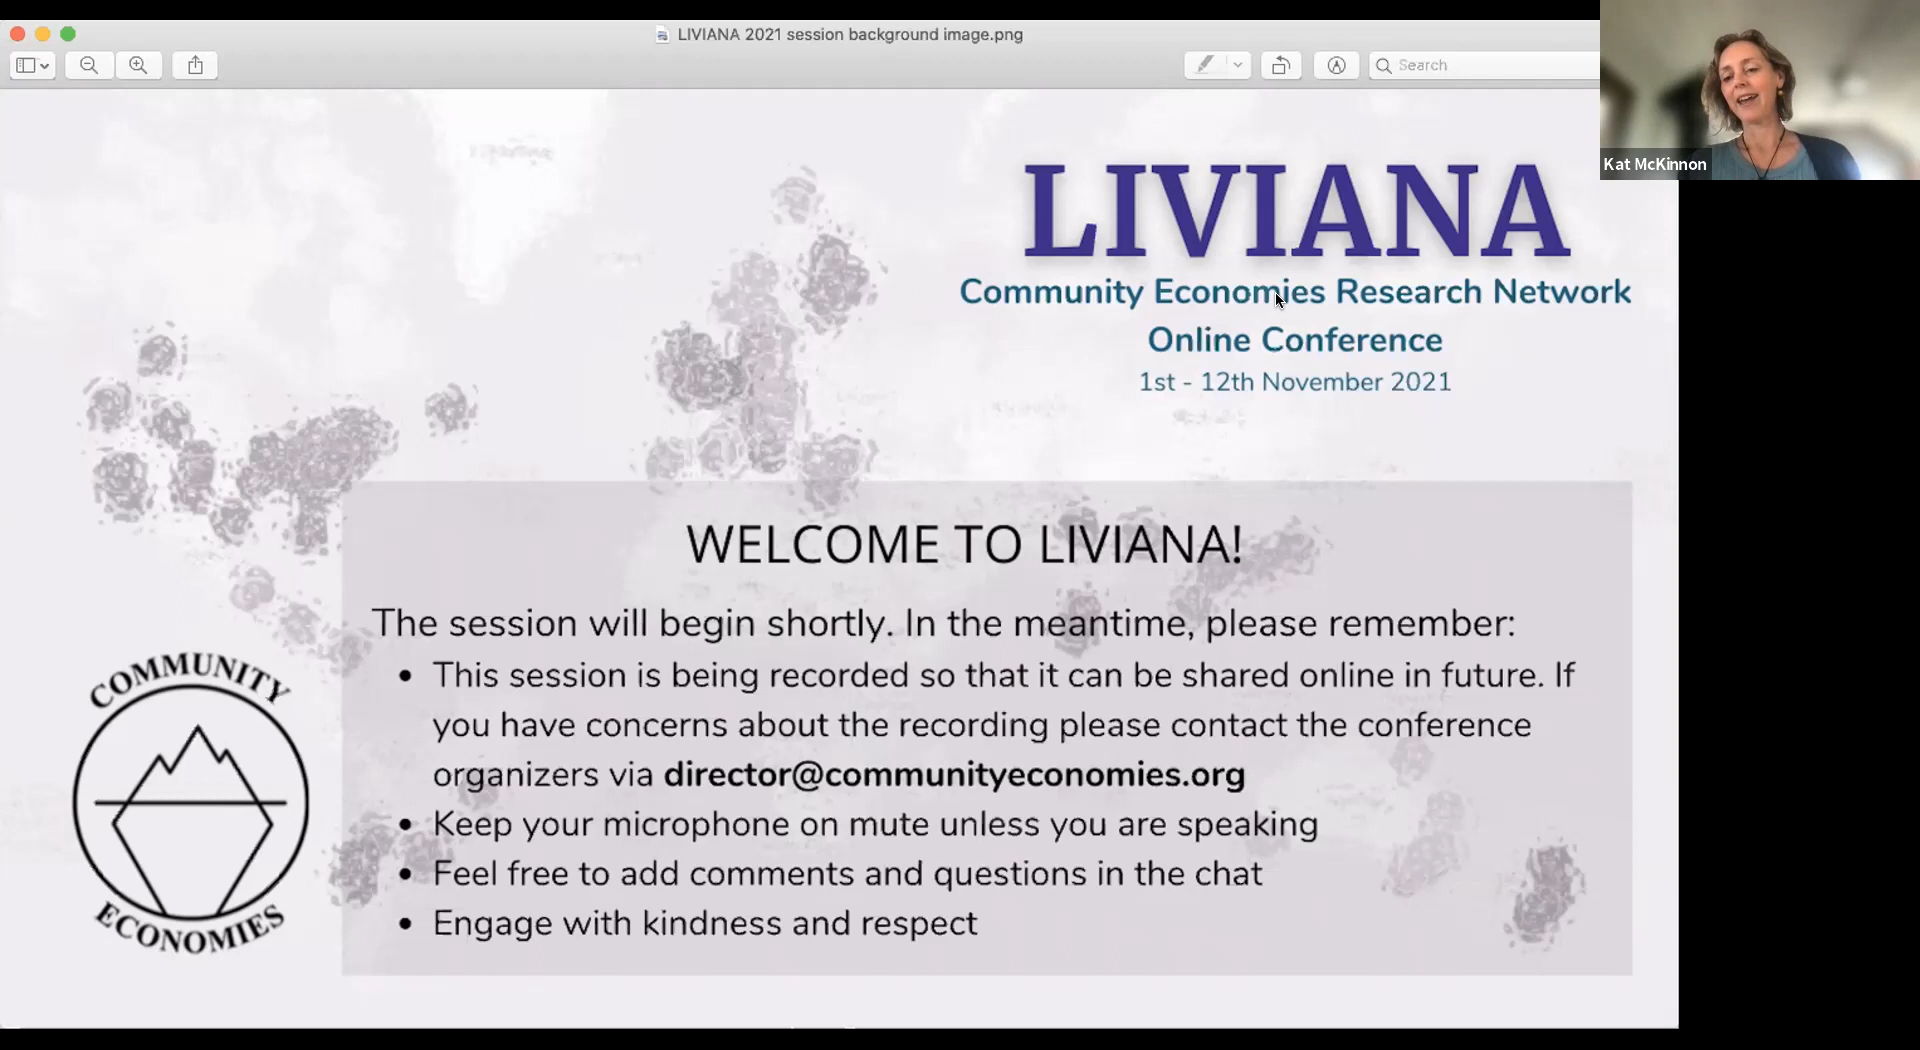 LIVIANA 2021 session background image.png
Search
Kat McKinnon
LIVIANA
Community Economies Research Network
Online Conference
1st - 12th November 2021
WELCOME TO LIVIANA!
The session will begin shortly. In the meantime, please remember:
• This session is being recorded so that it can be shared online in future. If
you have concerns about the recording please contact the conference
organizers via director@communityeconomies.org
• Keep your microphone on mute unless you are speaking
• Feel free to add comments and questions in the chat
• Engage with kindness and respect
COMMUNITY
ECONOMIES